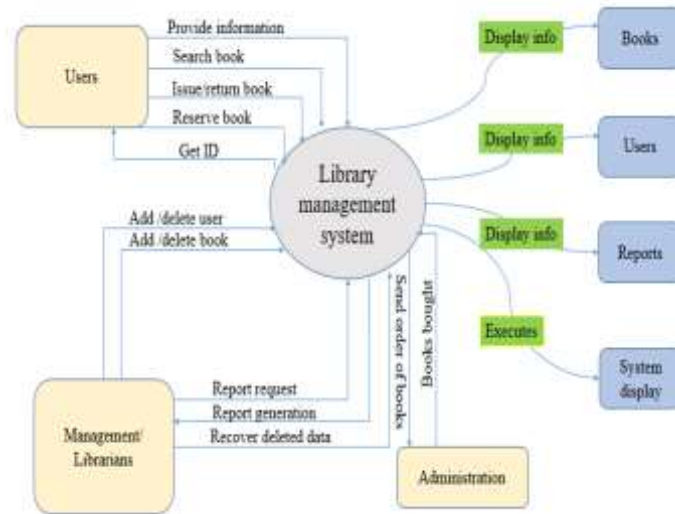 Provide information
Search book
Users
Issue/return book
Reserve book
Get ID
Library
management
system
Display info
Books
Display info
Users
Display info
Reports
Executes
System
display
Add /delete user
Add /delete book
Send order of books
Books bought
Report request
Report generation
Recover deleted data
Management/
Librarians
Administration